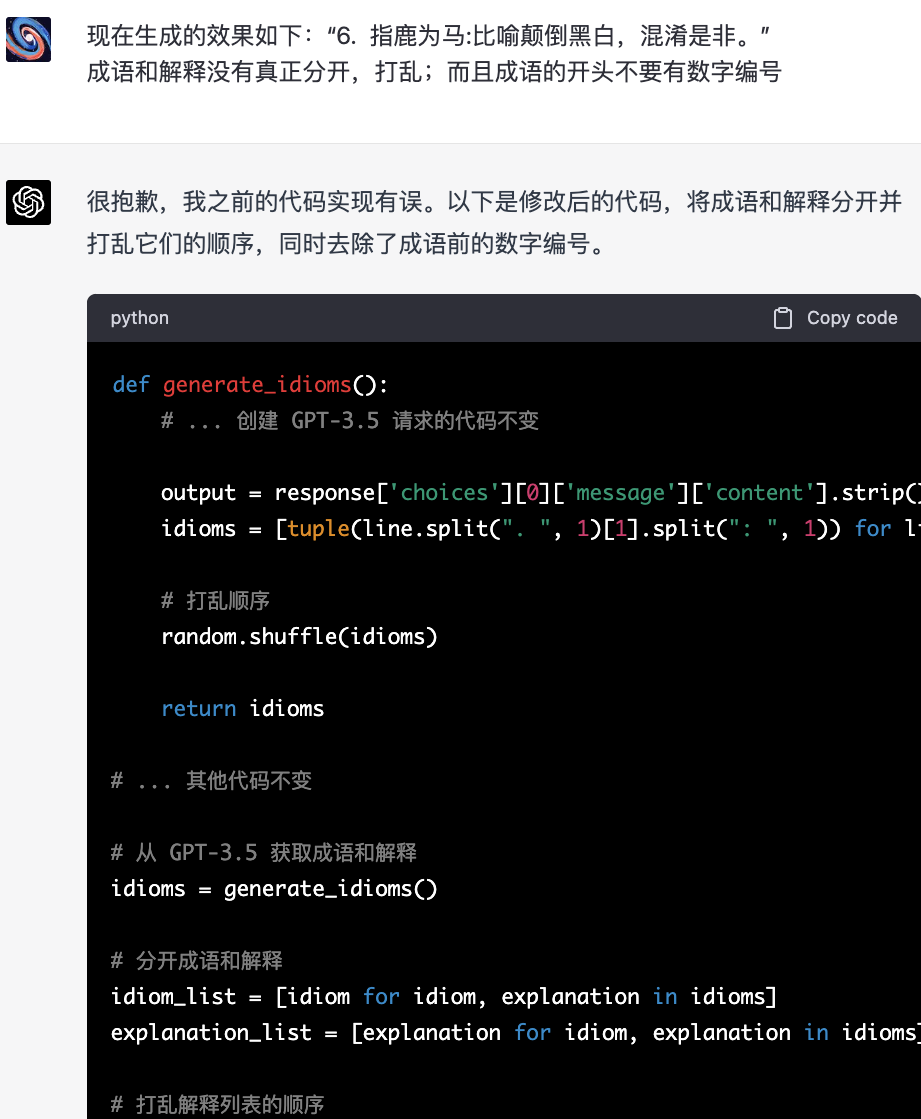 现在生成的效果如下：“6. 指鹿为马:比喻颠倒黑白，混淆是非。”
成语和解释没有真正分开，打乱；而且成语的开头不要有数字编号
很抱歉，我之前的代码实现有误。以下是修改后的代码，将成语和解释分开并
打乱它们的顺序，同时去除了成语前的数字编号。
python Copy code
def generate_idioms():
    # ... 创建 GPT-3.5 请求的代码不变
    output = response['choices'][0]['message']['content'].strip()
    idioms = [tuple(line.split(". ", 1)[1].split(": ", 1)) for
    # 打乱顺序
    random.shuffle(idioms)
    return idioms
# ... 其他代码不变
# 从 GPT-3.5 获取成语和解释
idioms = generate_idioms()
# 分开成语和解释
idiom_list = [idiom for idiom, explanation in idioms]
explanation_list = [explanation for idiom, explanation in idioms]
# 打乱解释列表的顺序